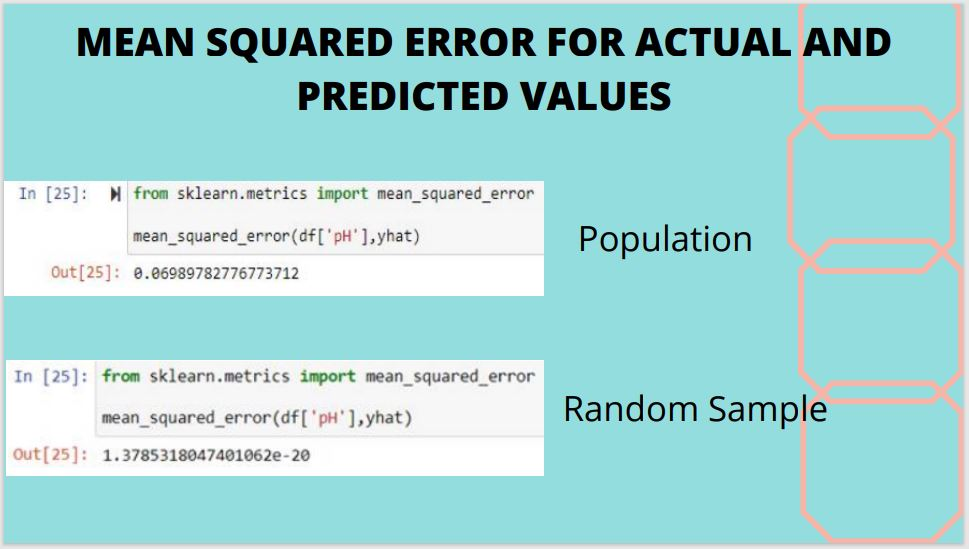 MEAN SQUARED ERROR FOR ACTUAL AND
PREDICTED VALUES
In [25]: from sklearn.metrics import mean_squared_error
mean_squared_error(df['pH'],yhat)
Out[25]: 0.06989782776773712
Population
In [25]: from sklearn.metrics import mean_squared_error
mean_squared_error(df['pH'],yhat)
Out[25]: 1.3785318047401062e-20
Random Sample